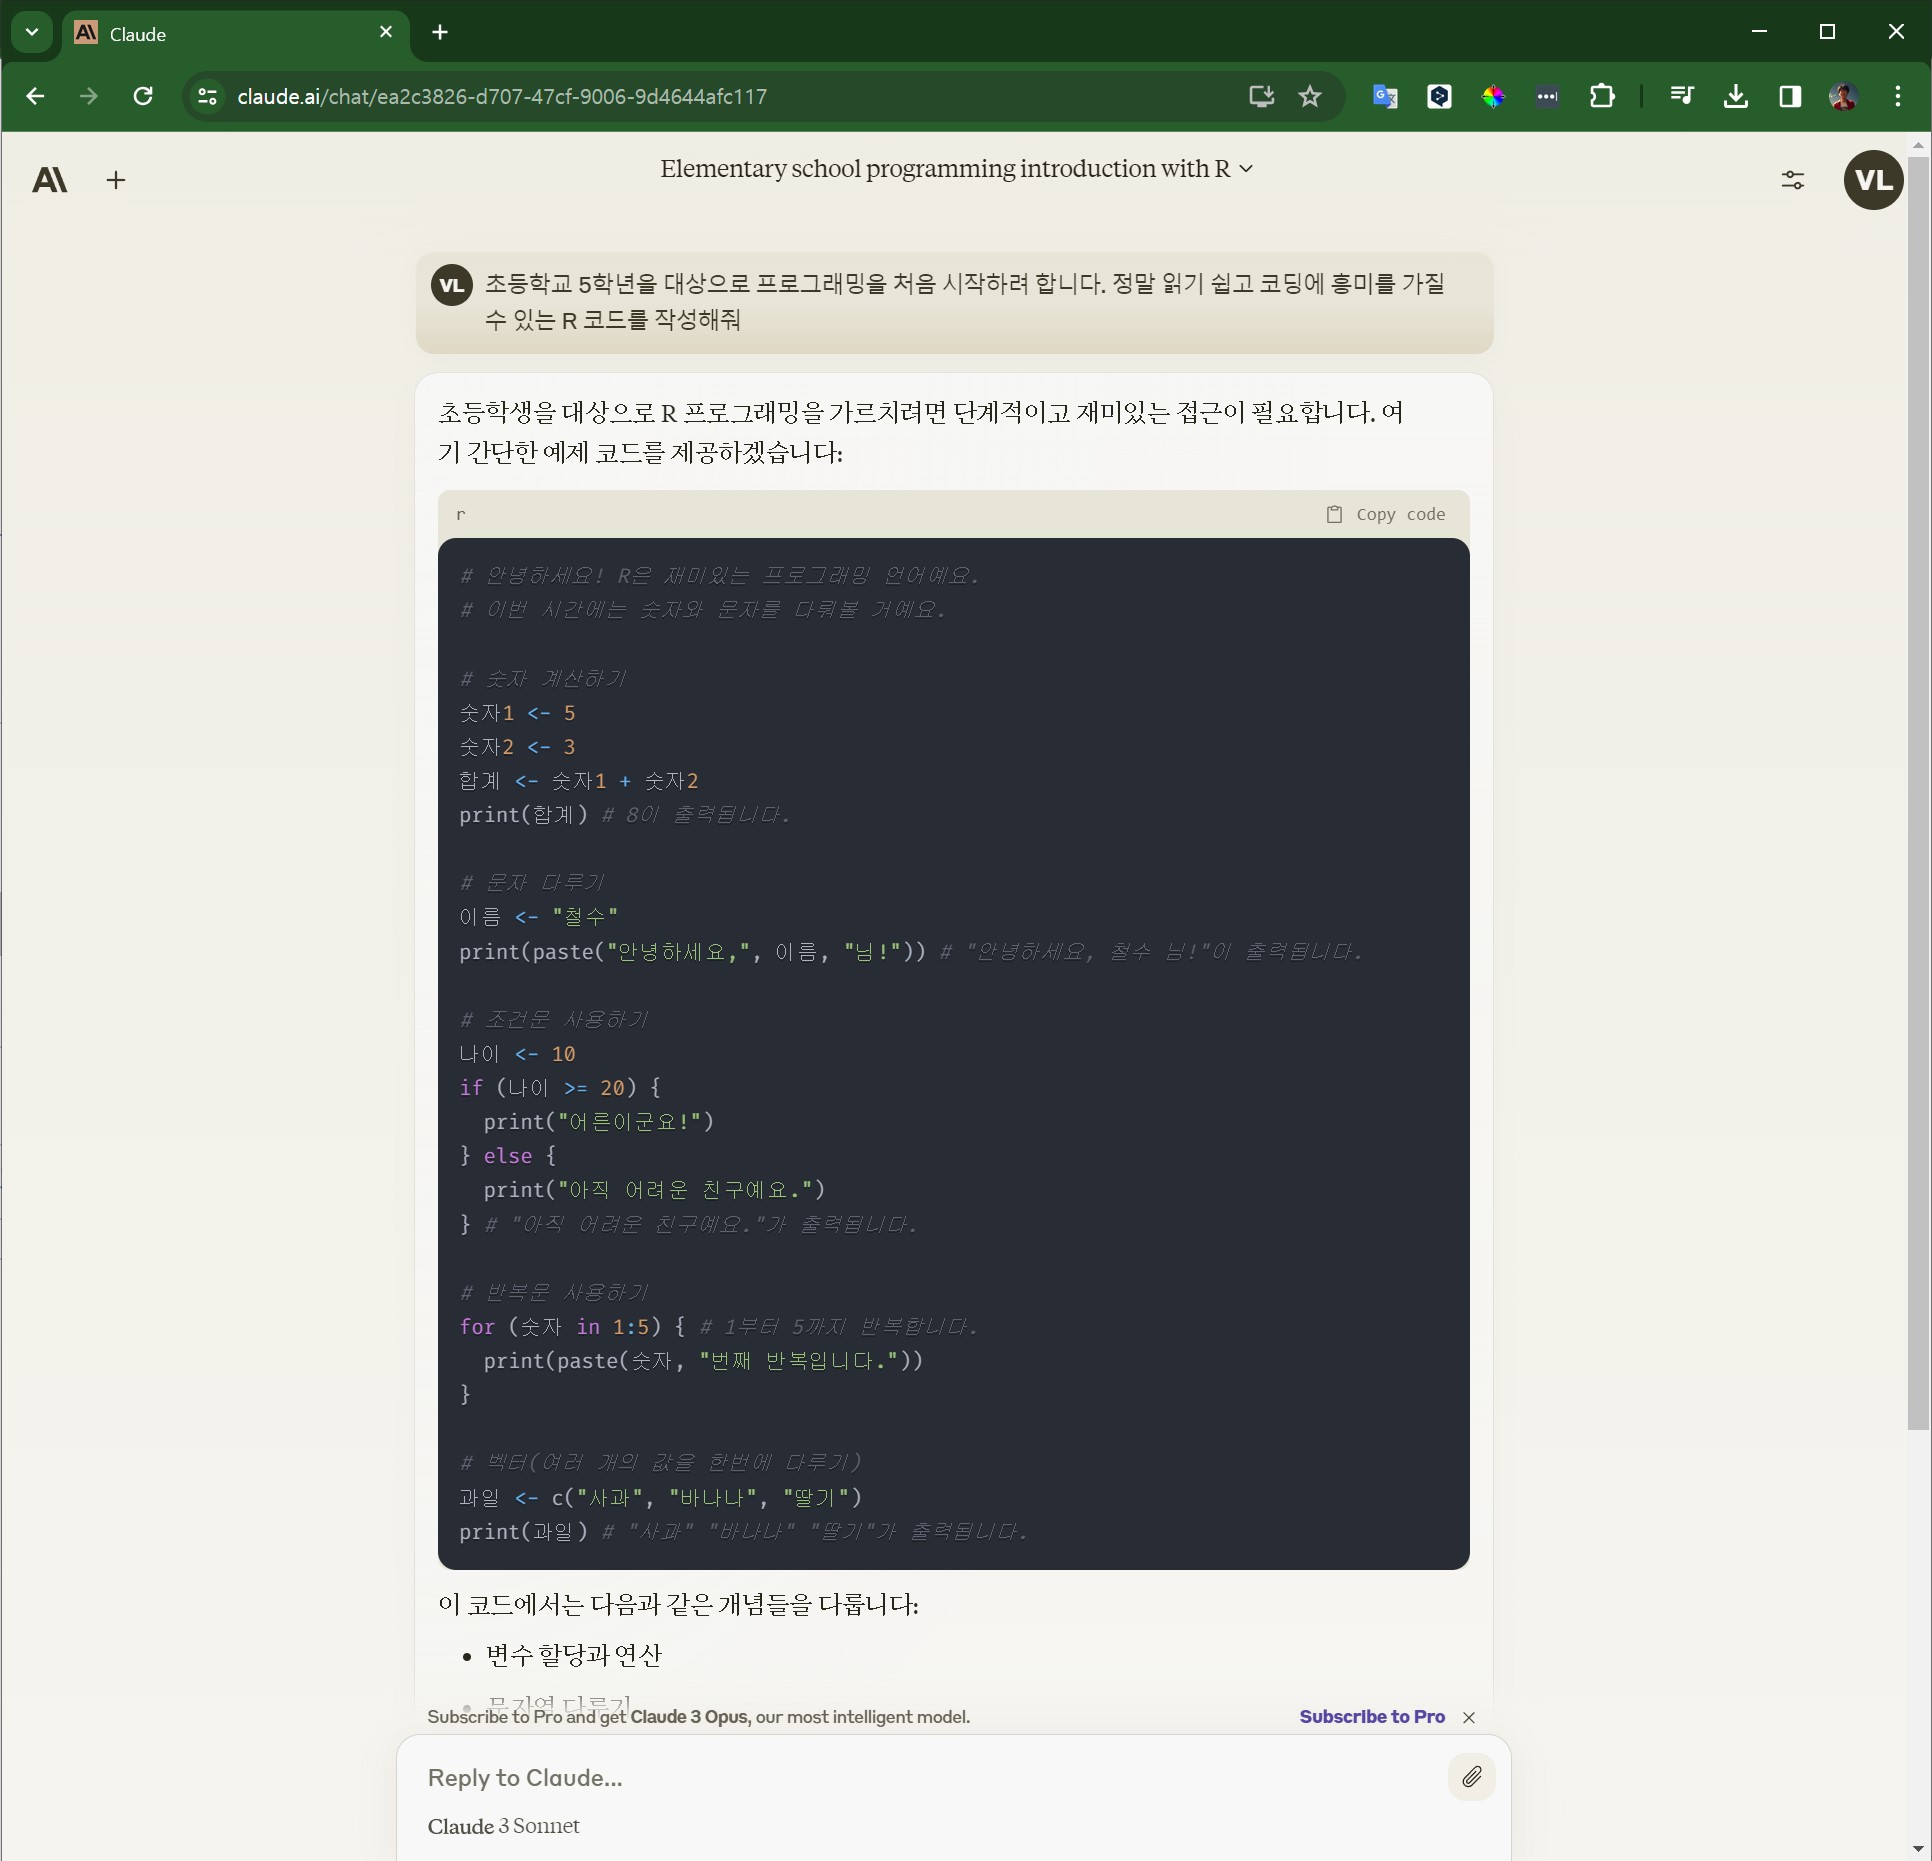 Claude
claude.ai/chat/ea2c3826-d707-47cf-9006-9d4644afc117
Elementary school programming introduction with R
VL
VL
초등학교 5학년을 대상으로 프로그래밍을 처음 시작하려 합니다. 정말 읽기 쉽고 코딩에 흥미를 가질
수 있는 R 코드를 작성해줘
초등학생을 대상으로 R 프로그래밍을 가르치려면 단계적이고 재미있는 접근이 필요합니다. 여
기 간단한 예제 코드를 제공하겠습니다:
r
Copy code
# 안녕하세요! R은 재미있는 프로그래밍 언어예요.
# 이번 시간에는 숫자와 문자를 다뤄볼 거예요.
# 숫자 계산하기
숫자1 <- 5
숫자2 <- 3
합계 <- 숫자1 + 숫자2
print(합계) # 8이 출력됩니다.
# 문자 다루기
이름 <- "철수"
print(paste("안녕하세요,", 이름, "님!")) # "안녕하세요, 철수 님!"이 출력됩니다.
# 조건문 사용하기
나이 <- 10
if (나이 >= 20) {
print("어른이군요!")
} else {
print("아직 어려운 친구예요.")
} # "아직 어려운 친구예요."가 출력됩니다.
# 반복문 사용하기
for (숫자 in 1:5) { # 1부터 5까지 반복합니다.
print(paste(숫자, "번째 반복입니다."))
}
# 벡터(여러 개의 값을 한번에 다루기)
과일 <- c("사과", "바나나", "딸기")
print(과일) # "사과" "바나나" "딸기"가 출력됩니다.
이 코드에서는 다음과 같은 개념들을 다룹니다:
• 변수 할당과 연산
• 문자열 다루기
Subscribe to Pro and get Claude 3 Opus, our most intelligent model.
Subscribe to Pro
Reply to Claude...
Claude 3 Sonnet